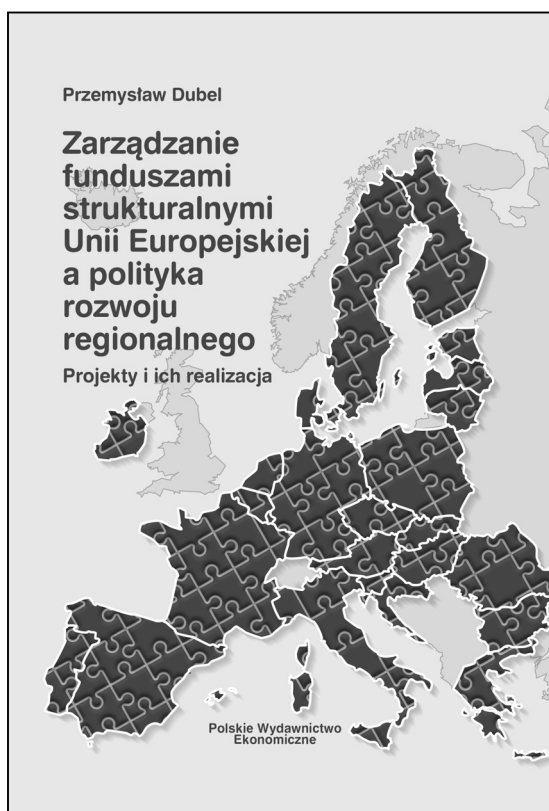 Przemysław Dubel
Zarządzanie
funduszami
strukturalnymi
Unii Europejskiej
a polityka
rozwoju
regionalnego
Projekty i ich realizacja
Polskie Wydawnictwo
Ekonomiczne